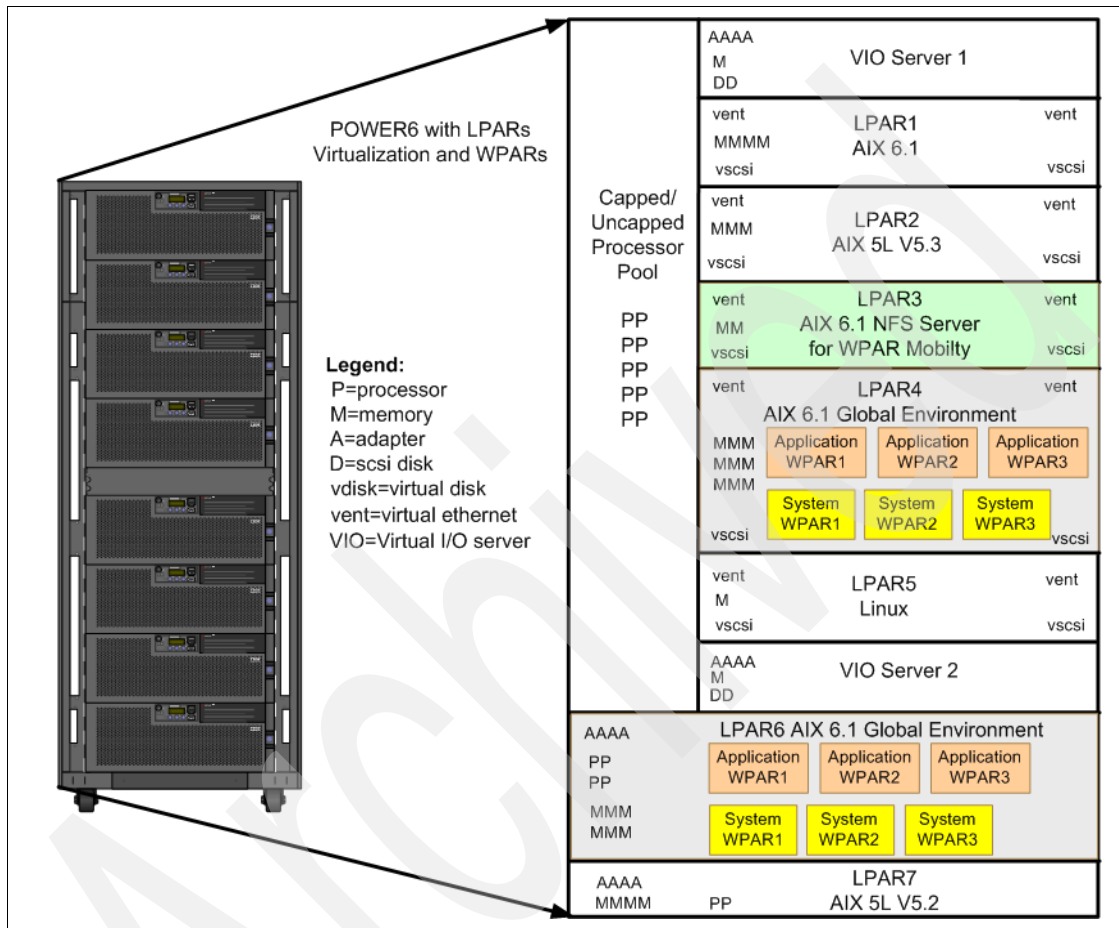 POWER6 with LPARs
Virtualization and WPARs
Legend:
P=processor
M=memory
A=adapter
D=scsi disk
vdisk=virtual disk
vent=virtual ethernet
VIO=Virtual I/O server
Capped/
Uncapped
Processor
Pool
PP
PP
PP
PP
PP
AAAA
M
DD
VIO Server 1
vent
MMMM
vscsi
LPAR1
AIX 6.1
vent
vscsi
vent
MMM
vscsi
LPAR2
AIX 5L V5.3
vent
vscsi
vent
MM
vscsi
LPAR3
AIX 6.1 NFS Server
for WPAR Mobilty
vent
vscsi
vent
LPAR4
AIX 6.1 Global Environment
vent
MMM
MMM
MMM
vscsi
Application
WPAR1
Application
WPAR2
Application
WPAR3
System
WPAR1
System
WPAR2
System
WPAR3
vscsi
vent
M
vscsi
LPAR5
Linux
vent
vscsi
AAAA
M
DD
VIO Server 2
AAAA
PP
PP
MMM
MMM
LPAR6 AIX 6.1 Global Environment
Application
WPAR1
Application
WPAR2
Application
WPAR3
System
WPAR1
System
WPAR2
System
WPAR3
AAAA
MMMM
PP
LPAR7
AIX 5L V5.2
Archived